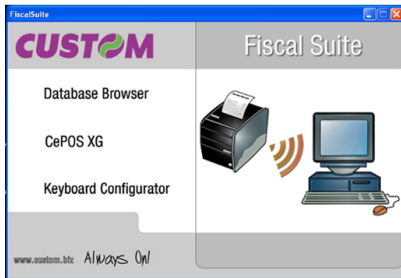 FiscalSuite
CUSTOM
Fiscal Suite
Database Browser
CePOS XG
Keyboard Configurator
www.custom.biz Always On!